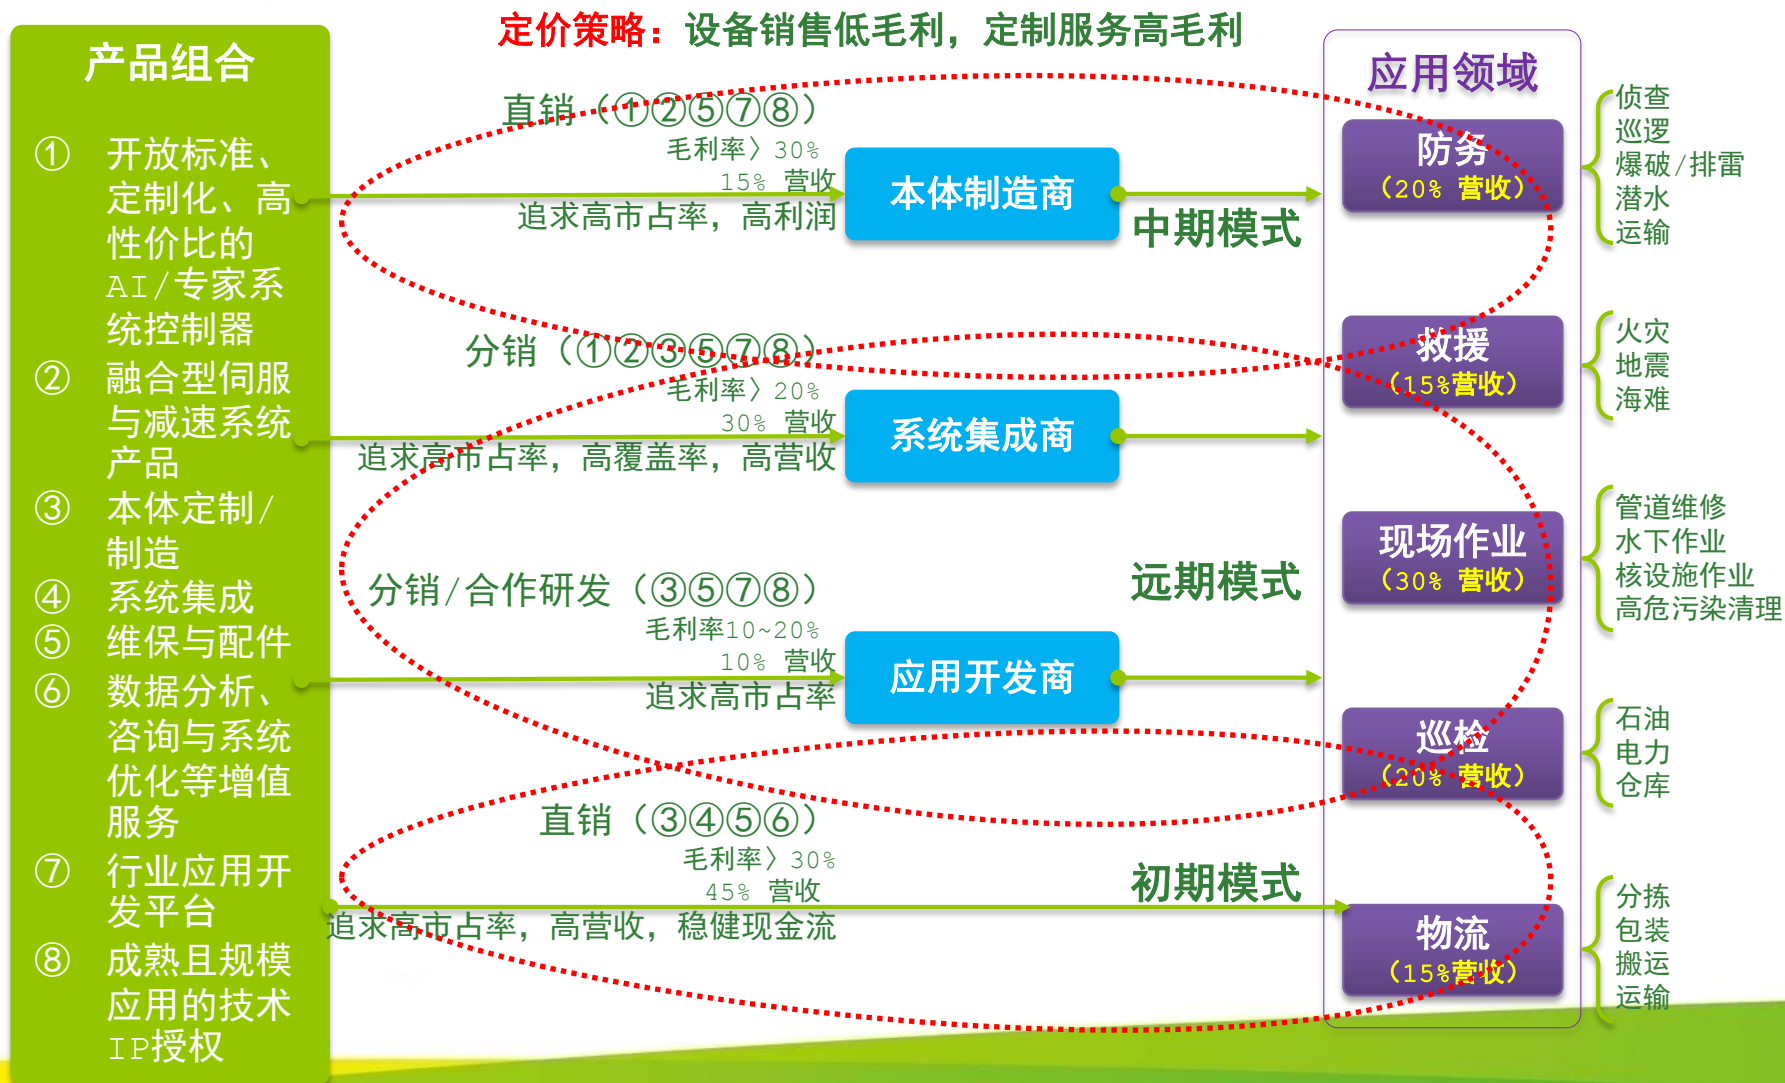 定价策略：设备销售低毛利，定制服务高毛利
产品组合
① 开放标准、
定制化、高
性价比的
AI/专家系
统控制器
② 融合型伺服
与减速系统
产品
③ 本体定制/
制造
④ 系统集成
⑤ 维保与配件
⑥ 数据分析、
咨询与系统
优化等增值
服务
⑦ 行业应用开
发平台
⑧ 成熟且规模
应用的技术
IP授权
直销（①②⑤⑦⑧）
毛利率〉30%
15% 营收
追求高市占率，高利润
本体制造商
中期模式
分销（①②③⑤⑦⑧）
毛利率〉20%
30% 营收
追求高市占率，高覆盖率，高营收
系统集成商
分销/合作研发（③⑤⑦⑧）
毛利率10~20%
10% 营收
追求高市占率
应用开发商
远期模式
直销（③④⑤⑥）
毛利率〉30%
45% 营收
追求高市占率，高营收，稳健现金流
初期模式
应用领域
防务
（20% 营收）
侦查
巡逻
爆破/排雷
潜水
运输
救援
（15%营收）
火灾
地震
海难
现场作业
（30% 营收）
管道维修
水下作业
核设施作业
高危污染清理
巡检
（20% 营收）
石油
电力
仓库
物流
（15%营收）
分拣
包装
搬运
运输